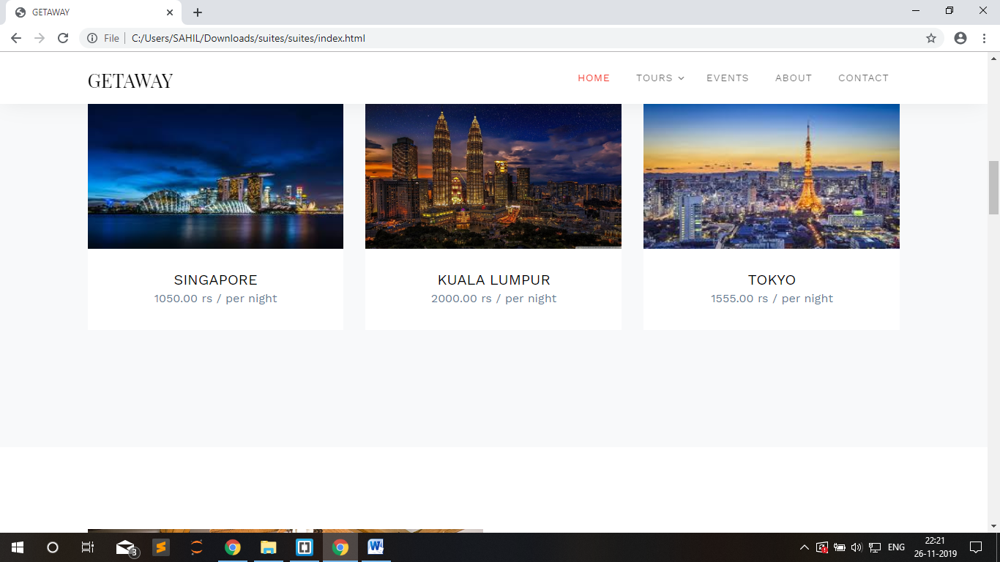 GETAWAY
File C:/Users/SAHIL/Downloads/suites/suites/index.html
GETAWAY
HOME TOURS EVENTS ABOUT CONTACT
SINGAPORE
1050.00 rs / per night
KUALA LUMPUR
2000.00 rs / per night
TOKYO
1555.00 rs / per night
3
ENG
22:21
26-11-2019